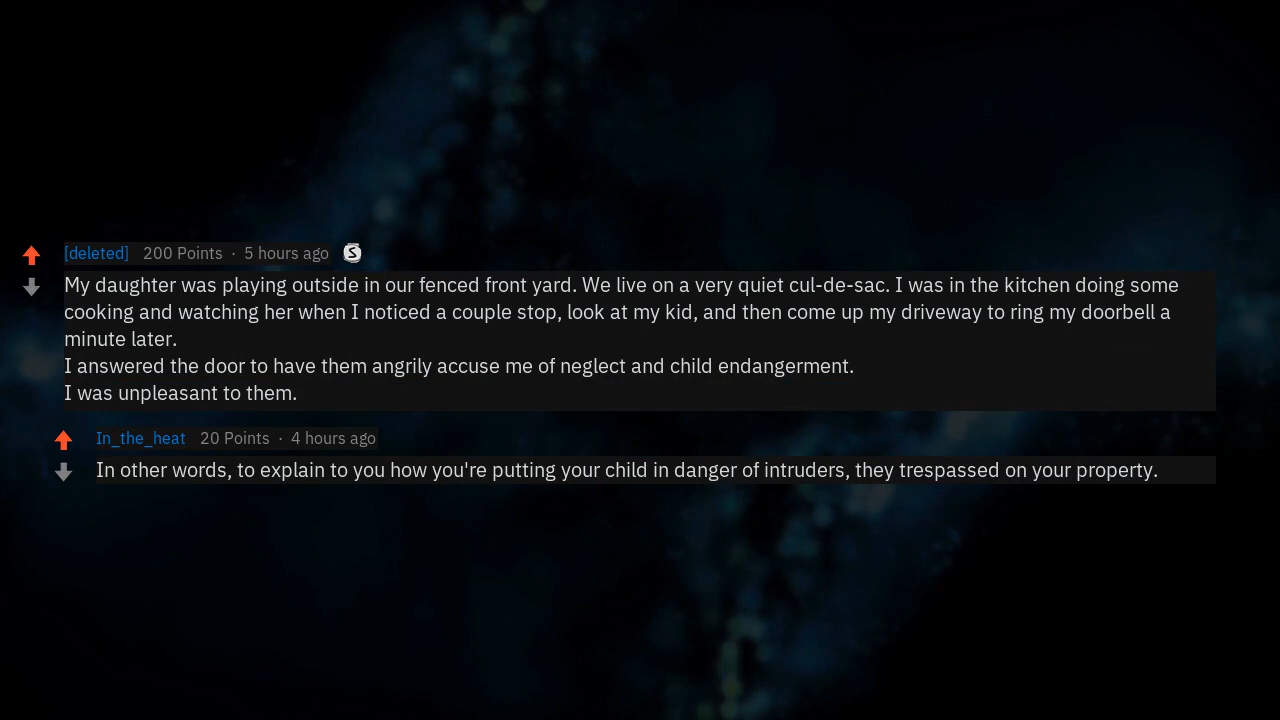 [deleted] 200 Points · 5 hours ago
My daughter was playing outside in our fenced front yard. We live on a very quiet cul-de-sac. I was in the kitchen doing some
cooking and watching her when I noticed a couple stop, look at my kid, and then come up my driveway to ring my doorbell a
minute later.
I answered the door to have them angrily accuse me of neglect and child endangerment.
I was unpleasant to them.
In_the_heat 20 Points · 4 hours ago
In other words, to explain to you how you're putting your child in danger of intruders, they trespassed on your property.